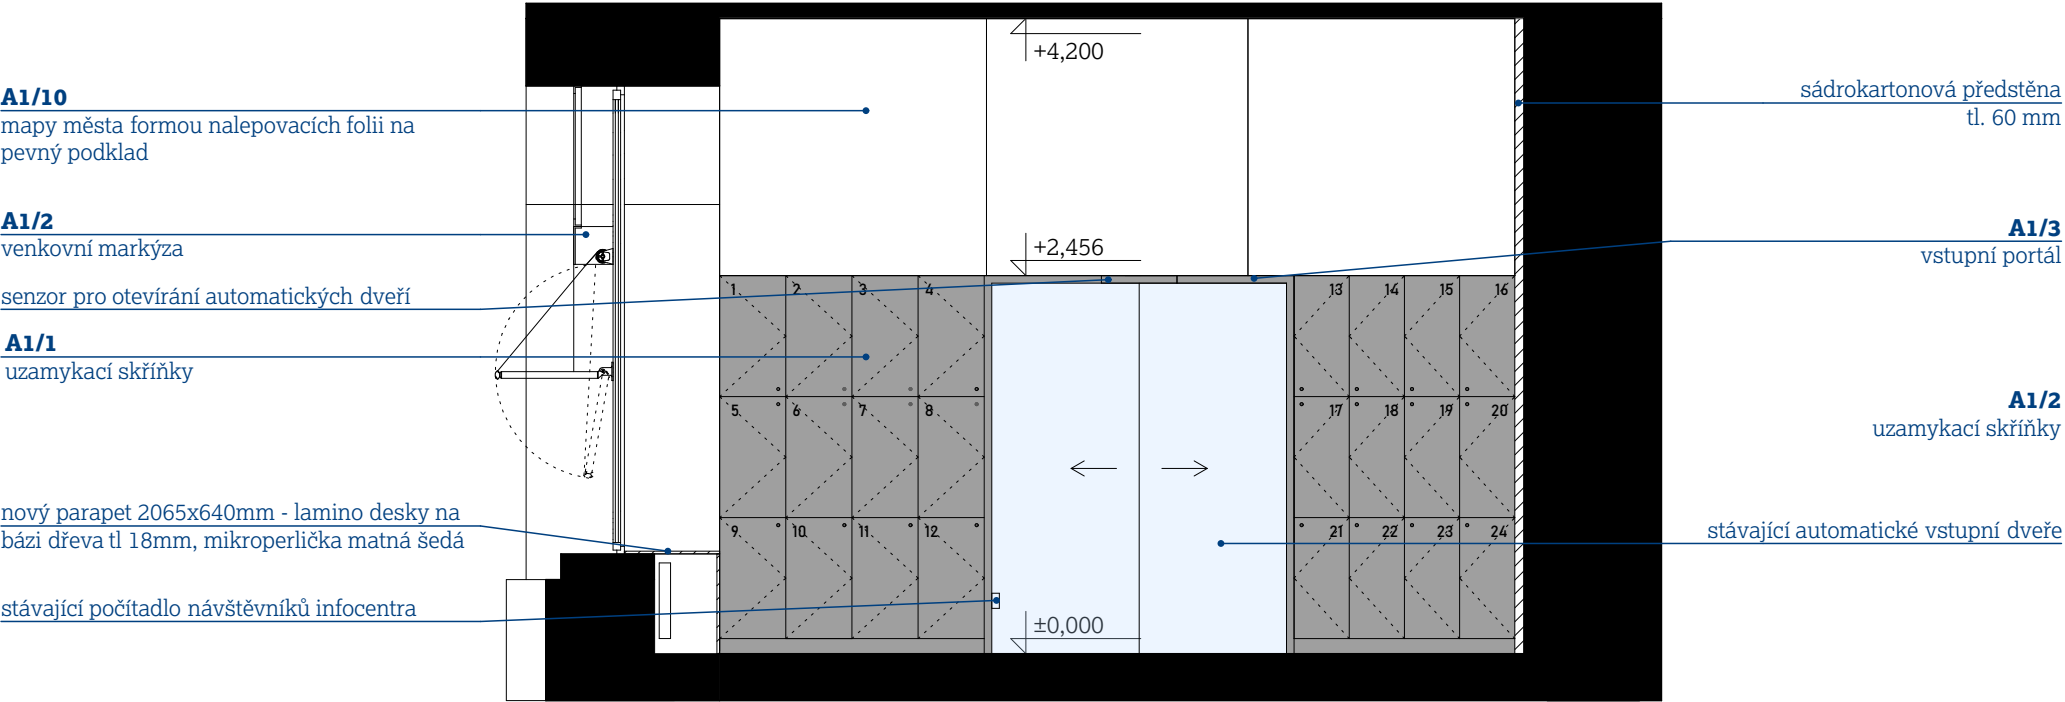 A1/10
mapy města formou nalepovacích folii na
pevný podklad
A1/2
venkovní markýza
senzor pro otevírání automatických dveří
A1/1
uzamykací skříňky
nový parapet 2065x640mm - lamino desky na
bázi dřeva tl 18mm, mikroperlička matná šedá
stávající počítadlo návštěvníků infocentra
+4,200
+2,456
1 2 3 4
5 6 7 8
9 10 11 12
±0,000
13 14 15 16
17 18 19 20
21 22 23 24
sádrokartonová předstěna
tl. 60 mm
A1/3
vstupní portál
A1/2
uzamykací skříňky
stávající automatické vstupní dveře